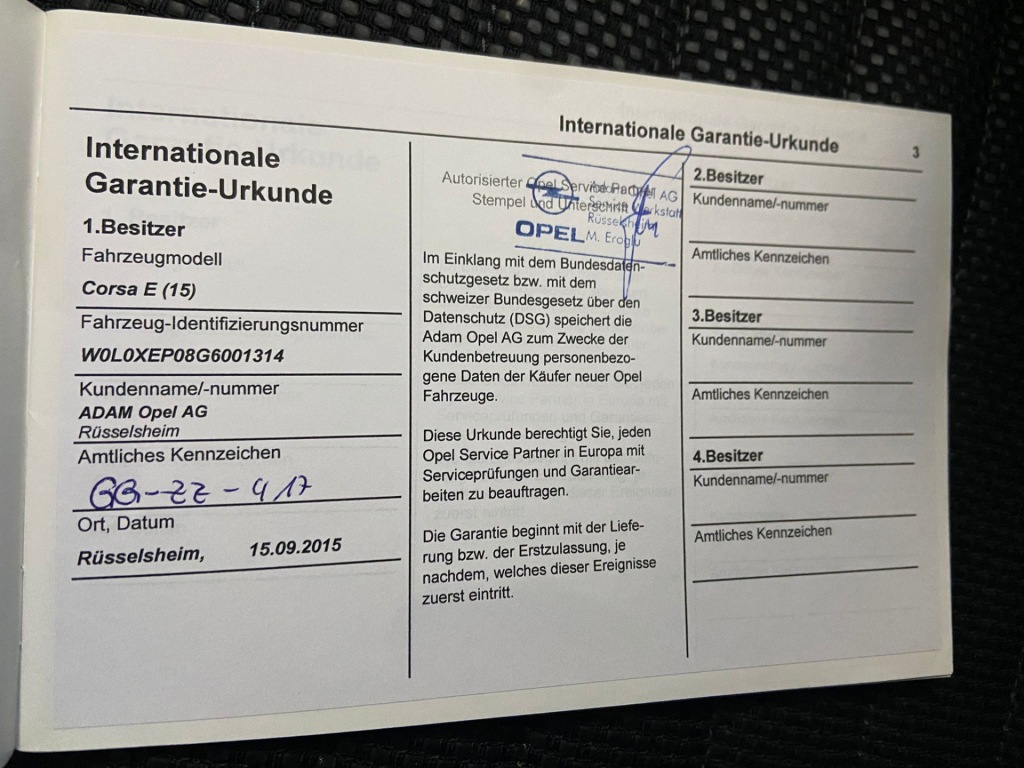 Internationale Garantie-Urkunde
3
Internationale
Garantie-Urkunde
1.Besitzer
Fahrzeugmodell
Corsa E (15)
Fahrzeug-Identifizierungsnummer
W0L0XEP08G6001314
Kundenname/-nummer
ADAM Opel AG
Rüsselsheim
Amtliches Kennzeichen
GG-ZZ-417
Ort, Datum
Rüsselsheim, 15.09.2015
Autorisierter Opel Service Partner
Stempel und Unterschrift
AG
Rüsselsheim
OPEL
M. Eroglu
Im Einklang mit dem Bundesdaten-
schutzgesetz bzw. mit dem
schweizer Bundesgesetz über den
Datenschutz (DSG) speichert die
Adam Opel AG zum Zwecke der
Kundenbetreuung personenbezo-
gene Daten der Käufer neuer Opel
Fahrzeuge.
Diese Urkunde berechtigt Sie, jeden
Opel Service Partner in Europa mit
Serviceprüfungen und Garantiear-
beiten zu beauftragen.
Die Garantie beginnt mit der Liefe-
rung bzw. der Erstzulassung, je
nachdem, welches dieser Ereignisse
zuerst eintritt.
2.Besitzer
Kundenname/-nummer
Amtliches Kennzeichen
3.Besitzer
Kundenname/-nummer
Amtliches Kennzeichen
4.Besitzer
Kundenname/-nummer
Amtliches Kennzeichen